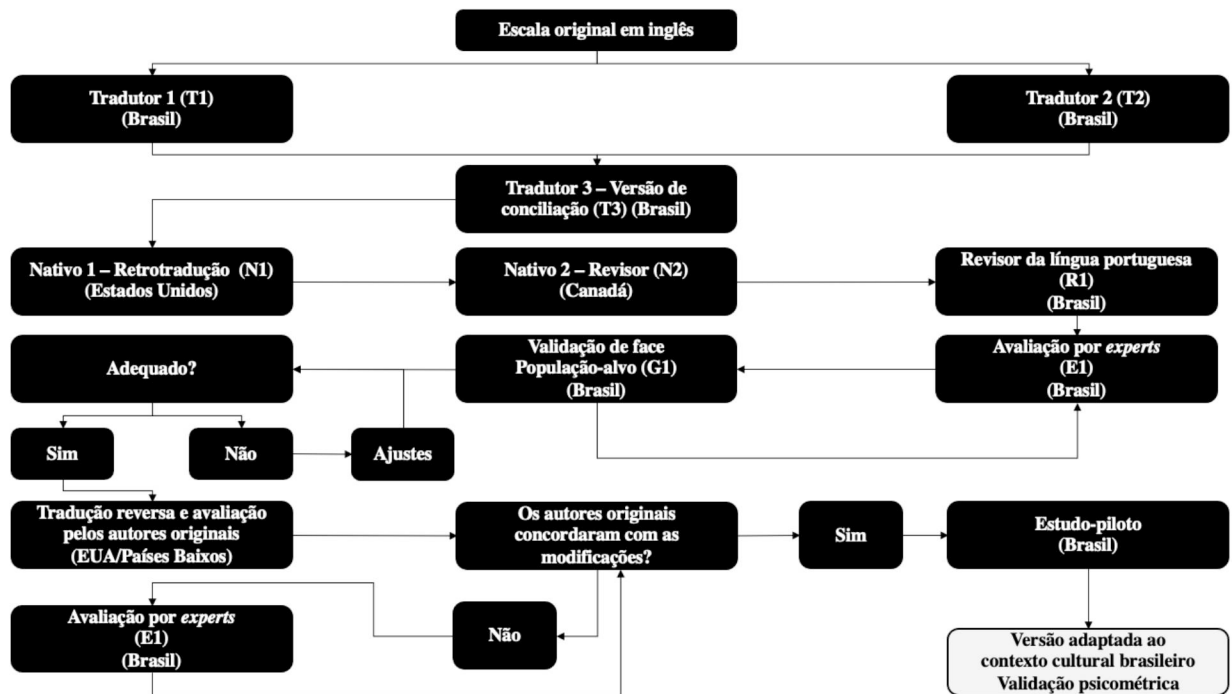 Escala original em inglês
Tradutor 1 (T1)
(Brasil)
Tradutor 2 (T2)
(Brasil)
Tradutor 3 – Versão de
conciliação (T3) (Brasil)
Nativo 1 – Retrotradução (N1)
(Estados Unidos)
Nativo 2 – Revisor (N2)
(Canadá)
Revisor da língua portuguesa
(R1)
(Brasil)
Adequado?
Validação de face
População-alvo (G1)
(Brasil)
Avaliação por experts
(E1)
(Brasil)
Sim
Não
Ajustes
Tradução reversa e avaliação
pelos autores originais
(EUA/Países Baixos)
Os autores originais
concordaram com as
modificações?
Sim
Estudo-piloto
(Brasil)
Avaliação por experts
(E1)
(Brasil)
Não
Versão adaptada ao
contexto cultural brasileiro
Validação psicométrica